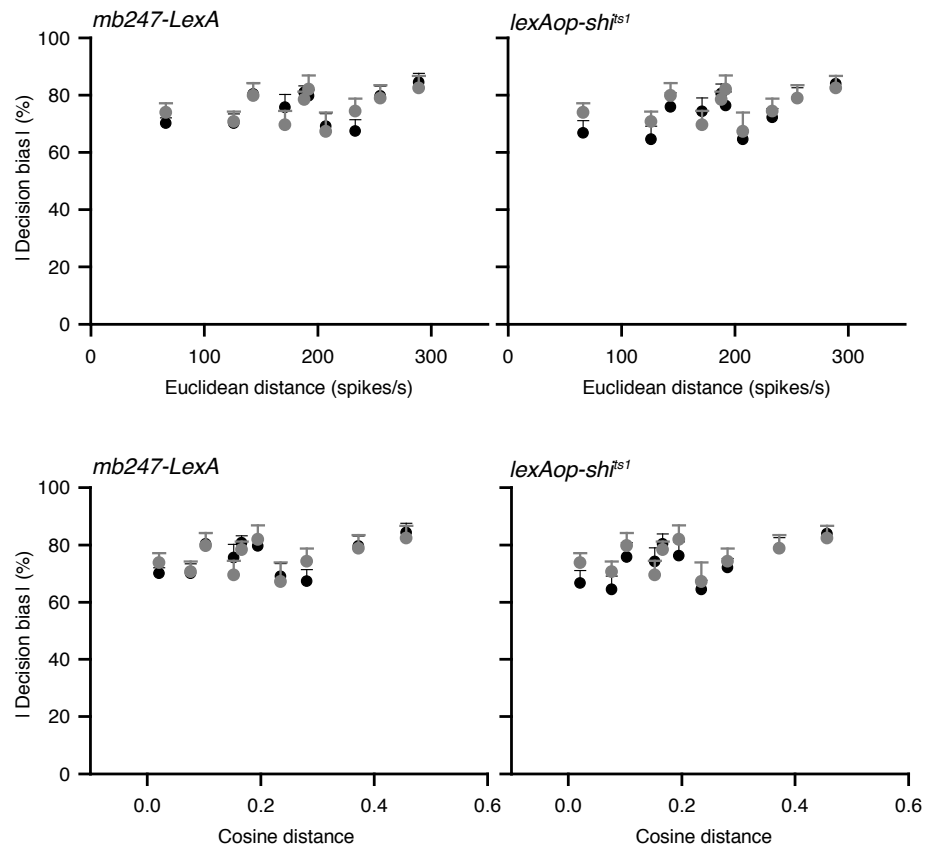 mb247-LexA
lexAop-shi^ts1
100
80
60
40
20
0
| Decision bias | (%)
0 100 200 300
0 100 200 300
Euclidean distance (spikes/s)
Euclidean distance (spikes/s)
mb247-LexA
lexAop-shi^ts1
100
80
60
40
20
0
| Decision bias | (%)
0.0 0.2 0.4 0.6
0.0 0.2 0.4 0.6
Cosine distance
Cosine distance